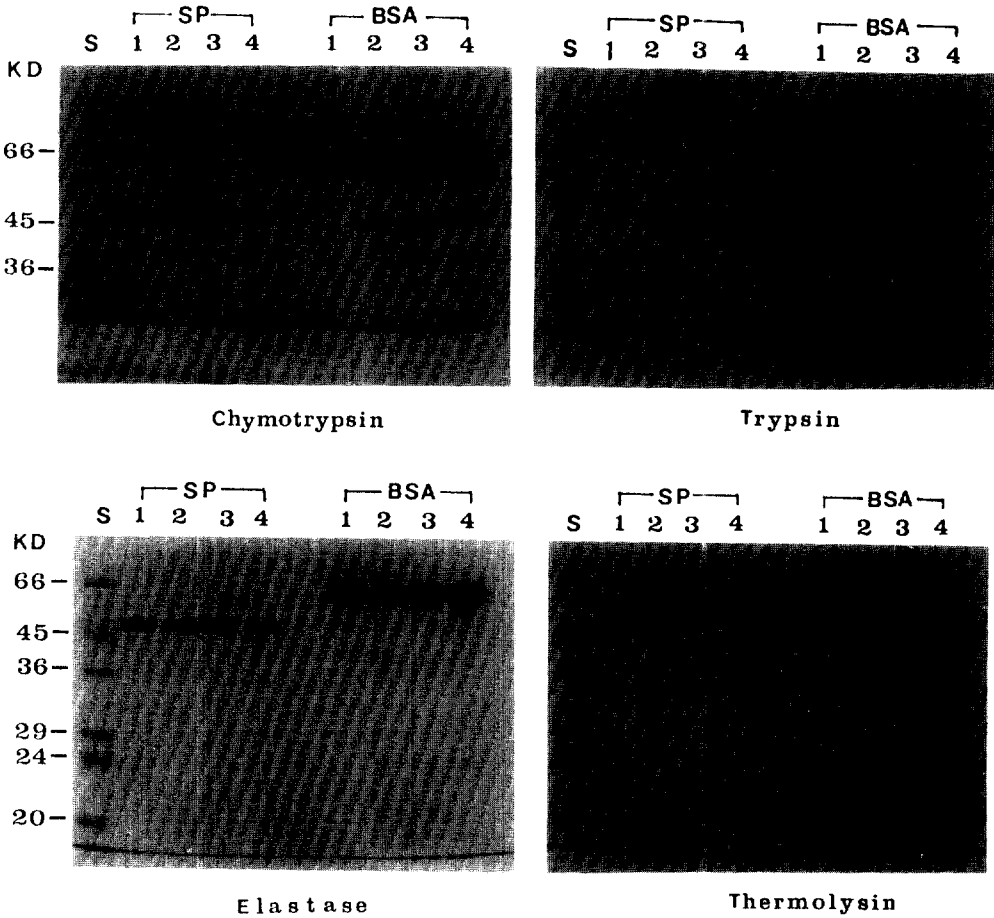 SP BSA
S 1 2 3 4 1 2 3 4
KD
66
45
36
Chymotrypsin
SP BSA
S 1 2 3 4 1 2 3 4
Trypsin
SP BSA
S 1 2 3 4 1 2 3 4
KD
66
45
36
29
24
20
Elastase
SP BSA
S 1 2 3 4 1 2 3 4
Thermolysin